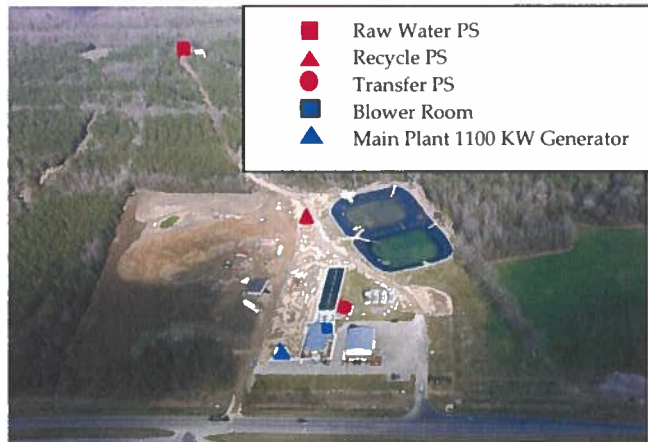 Raw Water PS
Recycle PS
Transfer PS
Blower Room
Main Plant 1100 KW Generator